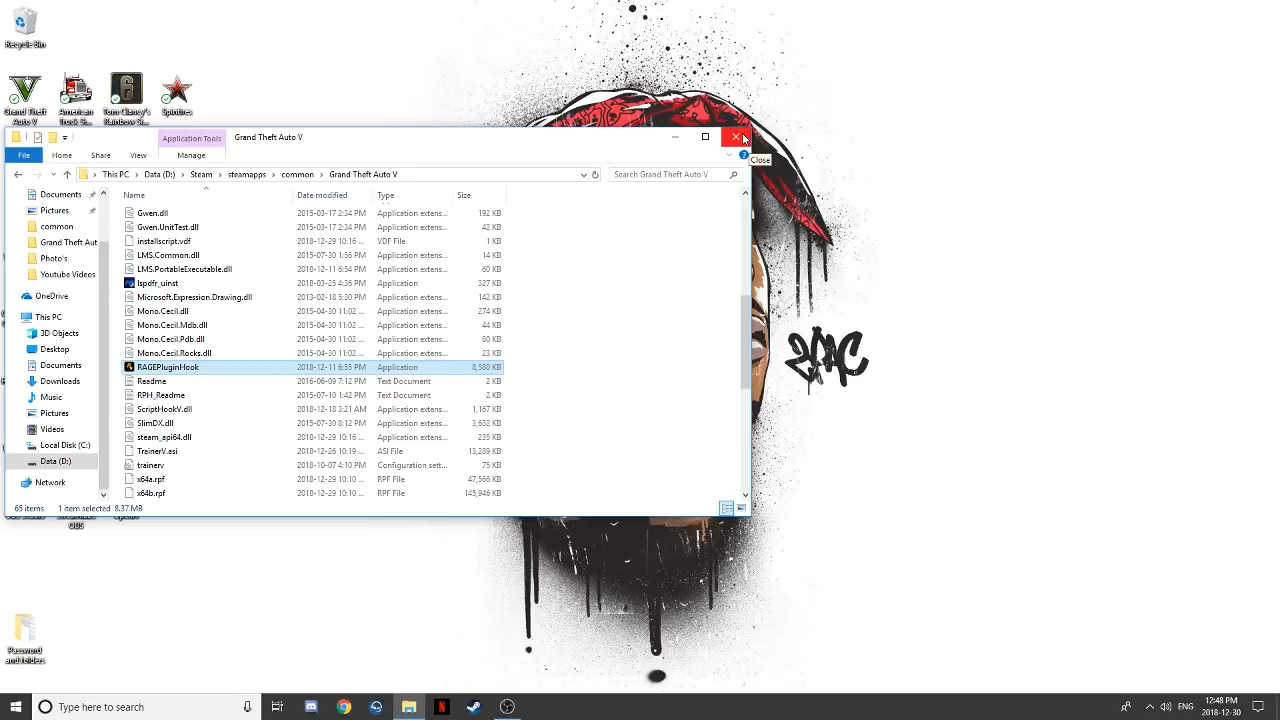 Recycle Bin
Grand Theft Auto V
American Truck Si...
Tom Clancy's Rainbow Si...
Spintires
Application Tools
Grand Theft Auto V
File
Home
Share
View
Manage
Close
This PC
Data (D:)
Steam
steamapps
common
Grand Theft Auto V
Search Grand Theft Auto V
Name
Date modified
Type
Size
Documents
Pictures
common
Grand Theft Aut
Photo's
Youtube Videos
OneDrive
This PC
3D Objects
Desktop
Documents
Downloads
Music
Pictures
Videos
Local Disk (C:)
Data (D:)
Network
Gwen.dll 2015-03-17 2:34 PM Application extens... 192 KB
Gwen.UnitTest.dll 2015-03-17 2:34 PM Application extens... 42 KB
installscript.vdf 2018-12-29 10:16 ... VDF File 1 KB
LMS.Common.dll 2015-07-30 1:56 PM Application extens... 14 KB
LMS.PortableExecutable.dll 2018-12-11 6:54 PM Application extens... 60 KB
lspdfr_uinst 2018-03-25 4:36 PM Application 327 KB
Microsoft.Expression.Drawing.dll 2013-02-18 5:30 PM Application extens... 142 KB
Mono.Cecil.dll 2015-04-30 11:02 ... Application extens... 274 KB
Mono.Cecil.Mdb.dll 2015-04-30 11:02 ... Application extens... 44 KB
Mono.Cecil.Pdb.dll 2015-04-30 11:02 ... Application extens... 80 KB
Mono.Cecil.Rocks.dll 2015-04-30 11:02 ... Application extens... 23 KB
RAGEPluginHook 2018-12-11 6:55 PM Application 8,580 KB
Readme 2016-06-09 7:12 PM Text Document 2 KB
RPH_Readme 2015-07-10 1:42 PM Text Document 2 KB
ScriptHookV.dll 2018-12-18 3:21 AM Application extens... 1,167 KB
SlimDX.dll 2015-07-30 8:12 PM Application extens... 3,632 KB
steam_api64.dll 2018-12-29 10:16 ... Application extens... 235 KB
TrainerV.asi 2018-12-26 10:19 ... ASI File 13,289 KB
trainerv 2018-10-07 4:10 PM Configuration sett... 75 KB
x64a.rpf 2018-12-29 10:10 ... RPF File 47,566 KB
x64b.rpf 2018-12-29 10:10 ... RPF File 145,946 KB
65 items
1 item selected 8.37 MB
OBS
2PAC
Password and folders
Type here to search
ENG
12:48 PM
2018-12-30